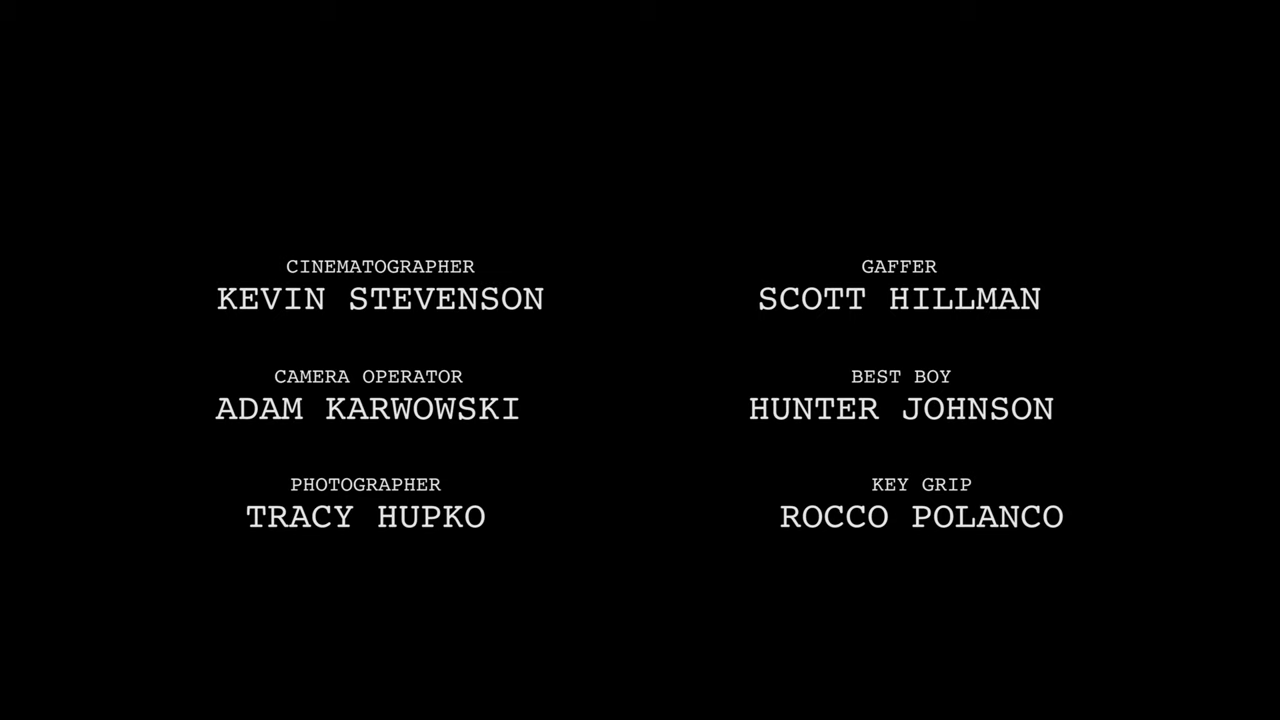 CINEMATOGRAPHER
KEVIN STEVENSON
CAMERA OPERATOR
ADAM KARWOWSKI
PHOTOGRAPHER
TRACY HUPKO
GAFFER
SCOTT HILLMAN
BEST BOY
HUNTER JOHNSON
KEY GRIP
ROCCO POLANCO